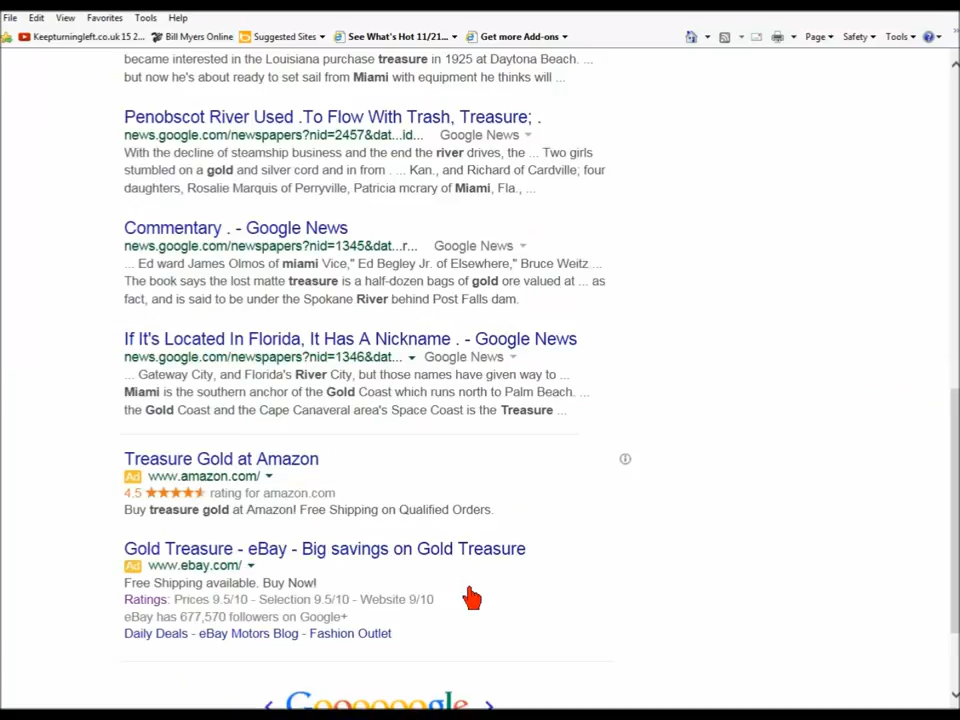 File Edit View Favorites Tools Help
Keepturningleft.co.uk 15 2... Bill Myers Online Suggested Sites See What's Hot 11/21... Get more Add-ons Page Safety Tools
became interested in the Louisiana purchase treasure in 1925 at Daytona Beach. ...
but now he's about ready to set sail from Miami with equipment he thinks will ...
Penobscot River Used .To Flow With Trash, Treasure; .
news.google.com/newspapers?nid=2457&dat...id... Google News
With the decline of steamship business and the end the river drives, the ... Two girls
stumbled on a gold and silver cord and in from . ... Kan., and Richard of Cardville; four
daughters, Rosalie Marquis of Perryville, Patricia mcrary of Miami, Fla., ...
Commentary . - Google News
news.google.com/newspapers?nid=1345&dat...r... Google News
... Ed ward James Olmos of miami Vice," Ed Begley Jr. of Elsewhere," Bruce Weitz ...
The book says the lost matte treasure is a half-dozen bags of gold ore valued at ... as
fact, and is said to be under the Spokane River behind Post Falls dam.
If It's Located In Florida, It Has A Nickname . - Google News
news.google.com/newspapers?nid=1346&dat... Google News
... Gateway City, and Florida's River City, but those names have given way to ...
Miami is the southern anchor of the Gold Coast which runs north to Palm Beach. ...
the Gold Coast and the Cape Canaveral area's Space Coast is the Treasure ...
Treasure Gold at Amazon
Ad www.amazon.com/
4.5 rating for amazon.com
Buy treasure gold at Amazon! Free Shipping on Qualified Orders.
Gold Treasure - eBay - Big savings on Gold Treasure
Ad www.ebay.com/
Free Shipping available. Buy Now!
Ratings: Prices 9.5/10 - Selection 9.5/10 - Website 9/10
eBay has 677,570 followers on Google+
Daily Deals - eBay Motors Blog - Fashion Outlet
Goooooogle